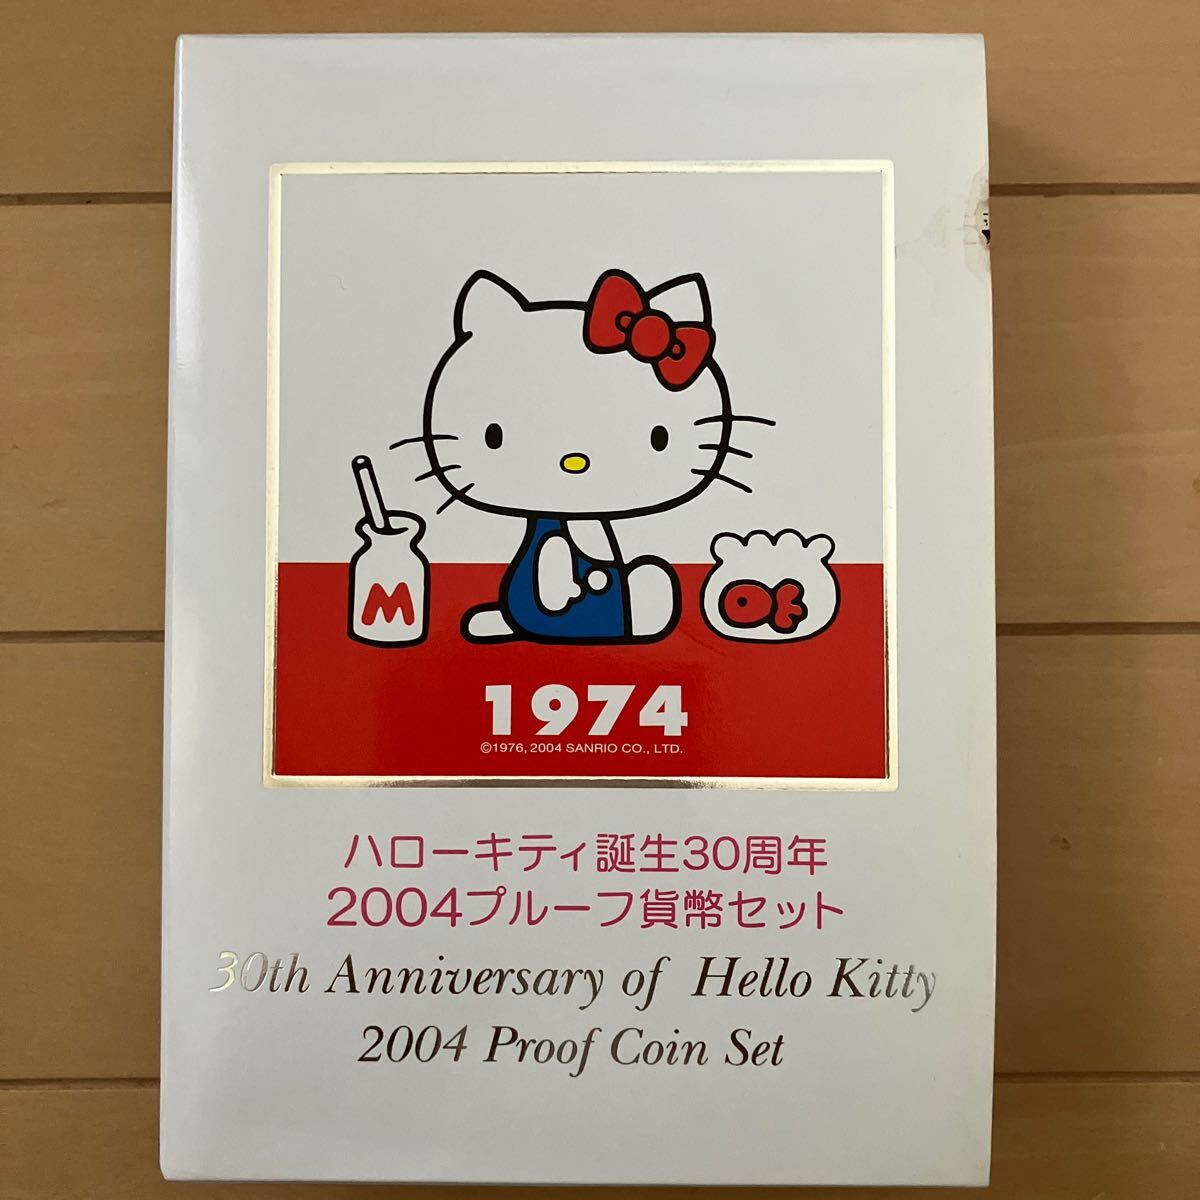 M
1974
©1976, 2004 SANRIO CO., LTD.
ハローキティ誕生30周年
2004プルーフ貨幣セット
30th Anniversary of Hello Kitty
2004 Proof Coin Set